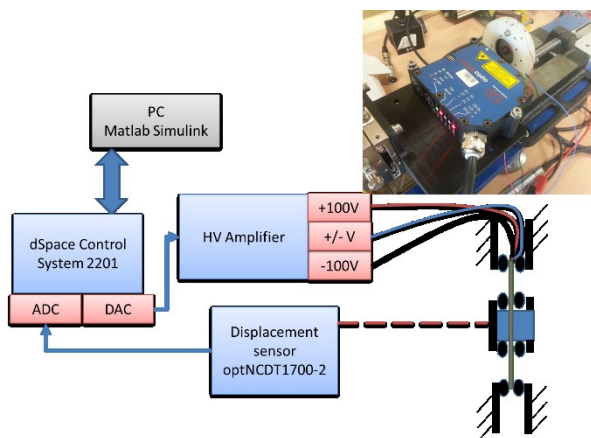 PC
Matlab Simulink
dSpace Control
System 2201
ADC
DAC
HV Amplifier
+100V
+/- V
-100V
Displacement
sensor
optNCDT1700-2